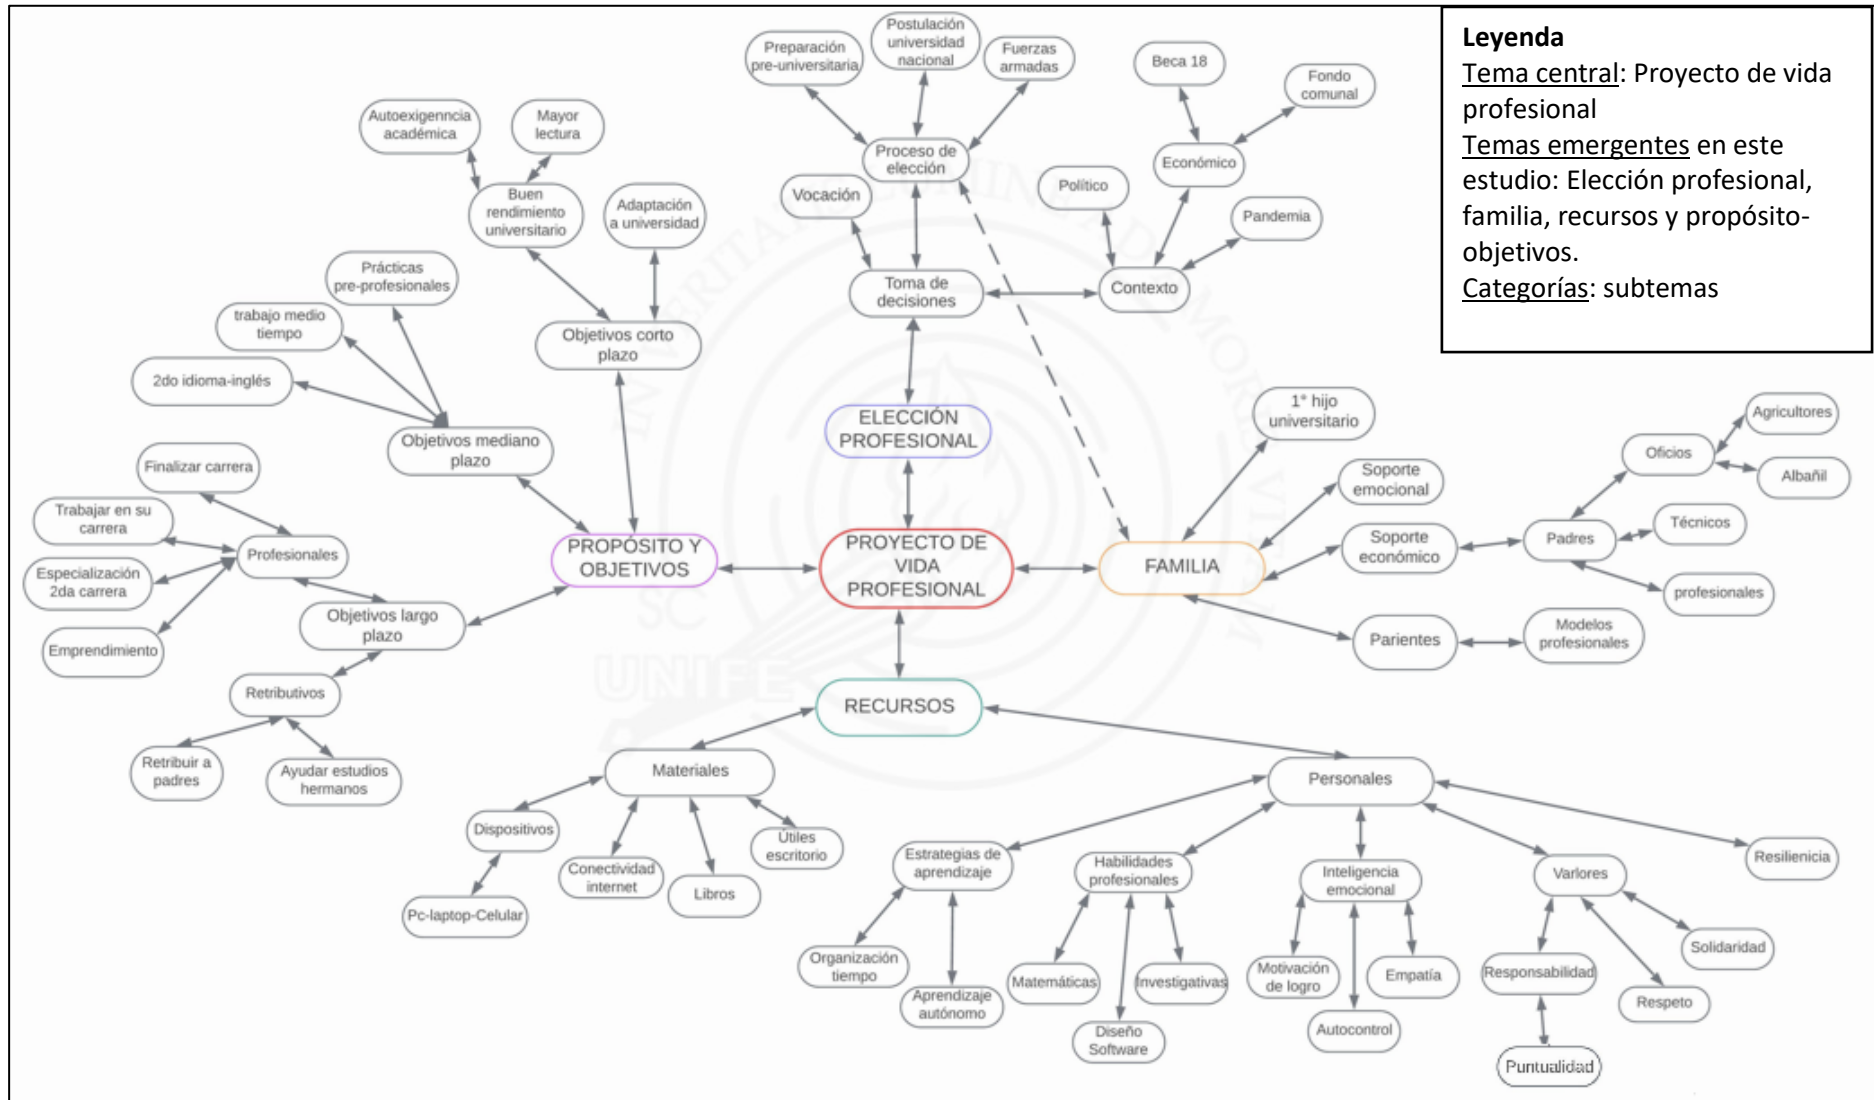 Leyenda
Tema central: Proyecto de vida
profesional
Temas emergentes en este
estudio: Elección profesional,
familia, recursos y propósito-
objetivos.
Categorías: subtemas
Preparación
pre-universitaria
Postulación
universidad
nacional
Fuerzas
armadas
Beca 18
Fondo
comunal
Autoexigenncia
académica
Mayor
lectura
Proceso de
elección
Económico
Vocación
Político
Buen
rendimiento
universitario
Adaptación
a universidad
Pandemia
Prácticas
pre-profesionales
Toma de
decisiones
Contexto
trabajo medio
tiempo
Objetivos corto
plazo
2do idioma-inglés
ELECCIÓN
PROFESIONAL
1° hijo
universitario
Agricultores
Objetivos mediano
plazo
Oficios
Finalizar carrera
Soporte
emocional
Albañil
Trabajar en su
carrera
Técnicos
Profesionales
PROPÓSITO Y
OBJETIVOS
PROYECTO DE
VIDA
PROFESIONAL
FAMILIA
Soporte
económico
Padres
Especialización
2da carrera
profesionales
Objetivos largo
plazo
Emprendimiento
Parientes
Modelos
profesionales
Retributivos
RECURSOS
Retribuir a
padres
Ayudar estudios
hermanos
Materiales
Personales
Dispositivos
Útiles
escritorio
Conectividad
internet
Libros
Pc-laptop-Celular
Estrategias de
aprendizaje
Habilidades
profesionales
Inteligencia
emocional
Varlores
Resilienicia
Organización
tiempo
Aprendizaje
autónomo
Matemáticas
Diseño
Software
Investigativas
Motivación
de logro
Autocontrol
Empatía
Responsabilidad
Solidaridad
Respeto
Puntualidad
SC
UNIFE